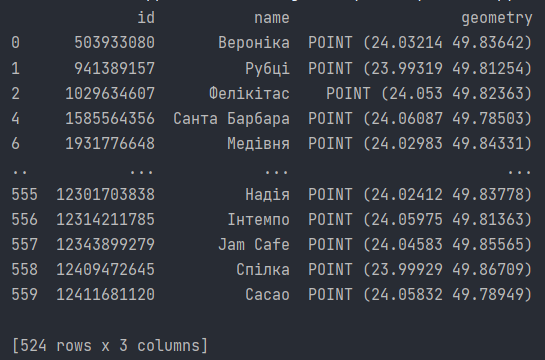 id name geometry
0 503933080 Вероніка POINT (24.03214 49.83642)
1 941389157 Рубці POINT (23.99319 49.81254)
2 1029634607 Фелікітас POINT (24.053 49.82363)
4 1585564356 Санта Барбара POINT (24.06087 49.78503)
6 1931776648 Медівня POINT (24.02983 49.84331)
.. ... ... ...
555 12301703838 Надія POINT (24.02412 49.83778)
556 12314211785 Інтемпо POINT (24.05975 49.81363)
557 12343899279 Jam Cafe POINT (24.04583 49.85565)
558 12409472645 Спілка POINT (23.99929 49.86709)
559 12411681120 Cacao POINT (24.05832 49.78949)
[524 rows x 3 columns]